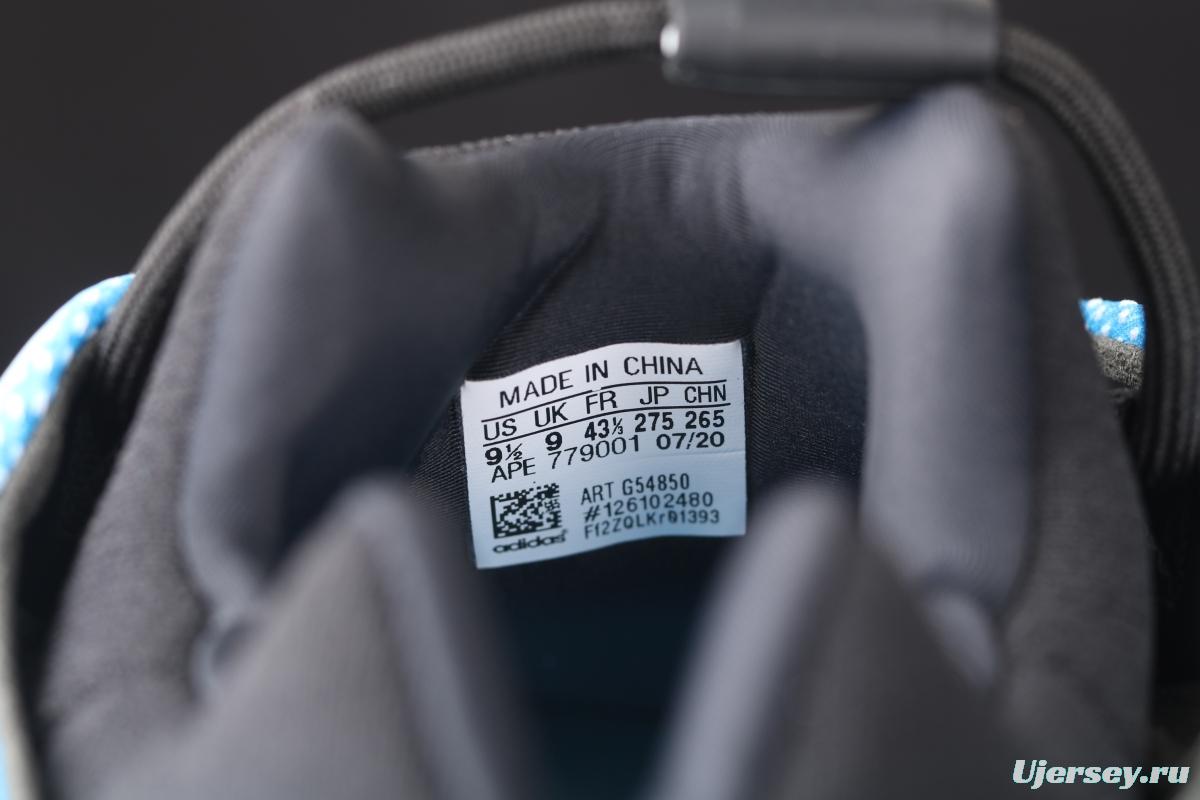 MADE IN CHINA
US UK FR JP CHN
9½ 9 43⅓ 275 265
APE 779001 07/20
ART G54850
#126102480
F12ZQLKr01393
adidas
Ujersey.ru